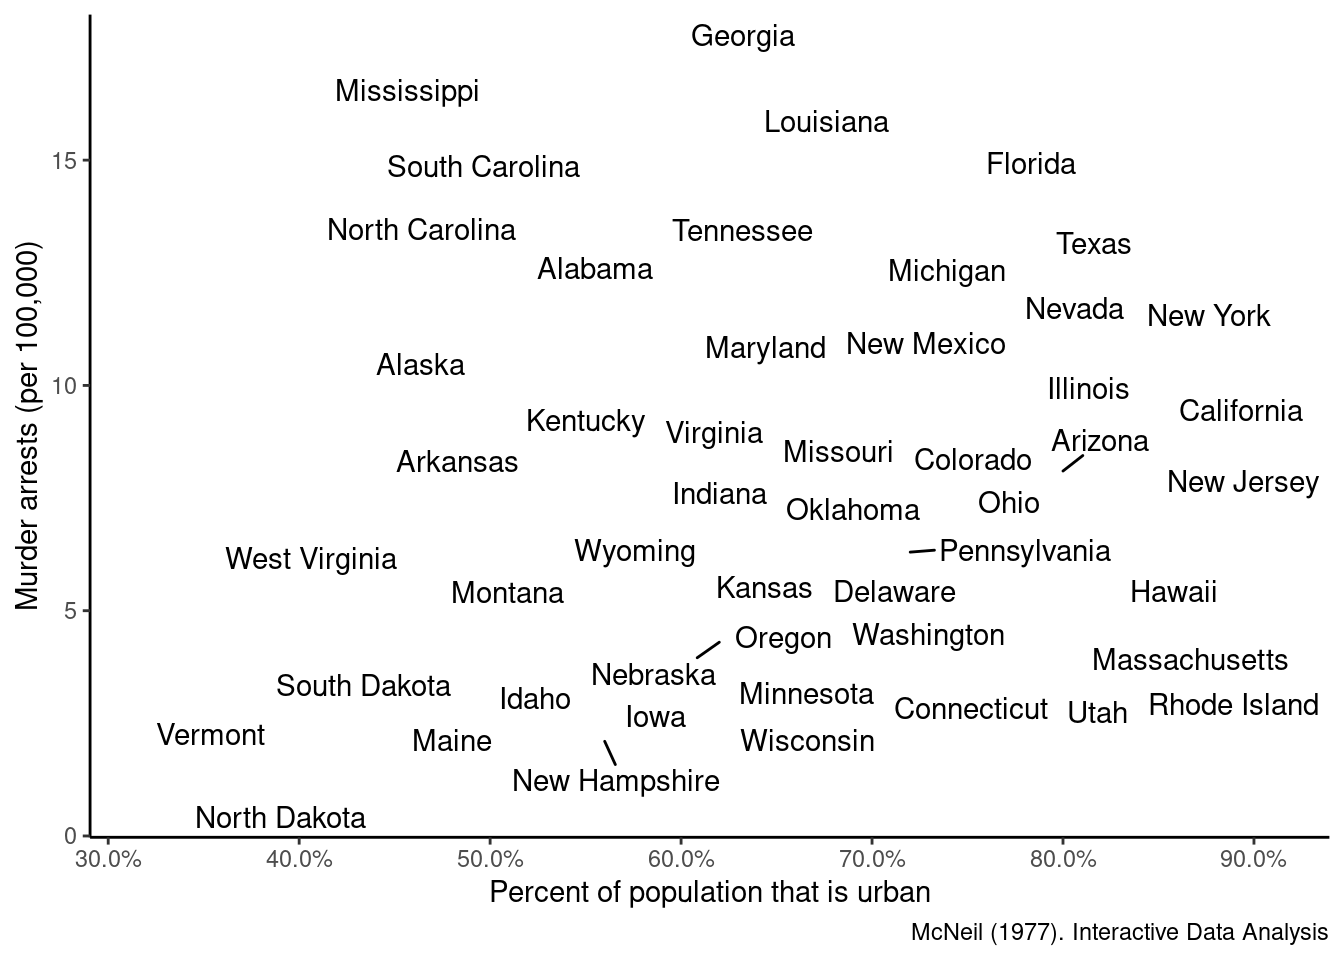 Georgia
Mississippi
Louisiana
15
South Carolina
Florida
North Carolina
Tennessee
Texas
Alabama
Michigan
Nevada
New York
Maryland
New Mexico
Alaska
10
Illinois
California
Kentucky
Virginia
Arizona
Missouri
Colorado
Arkansas
New Jersey
Indiana
Ohio
Oklahoma
Wyoming
Pennsylvania
West Virginia
Kansas
Delaware
Hawaii
Montana
5
Oregon
Washington
Massachusetts
Nebraska
South Dakota
Idaho
Minnesota
Rhode Island
Connecticut
Utah
Iowa
Vermont
Maine
Wisconsin
New Hampshire
North Dakota
0
Murder arrests (per 100,000)
30.0% 40.0% 50.0% 60.0% 70.0% 80.0% 90.0%
Percent of population that is urban
McNeil (1977). Interactive Data Analysis